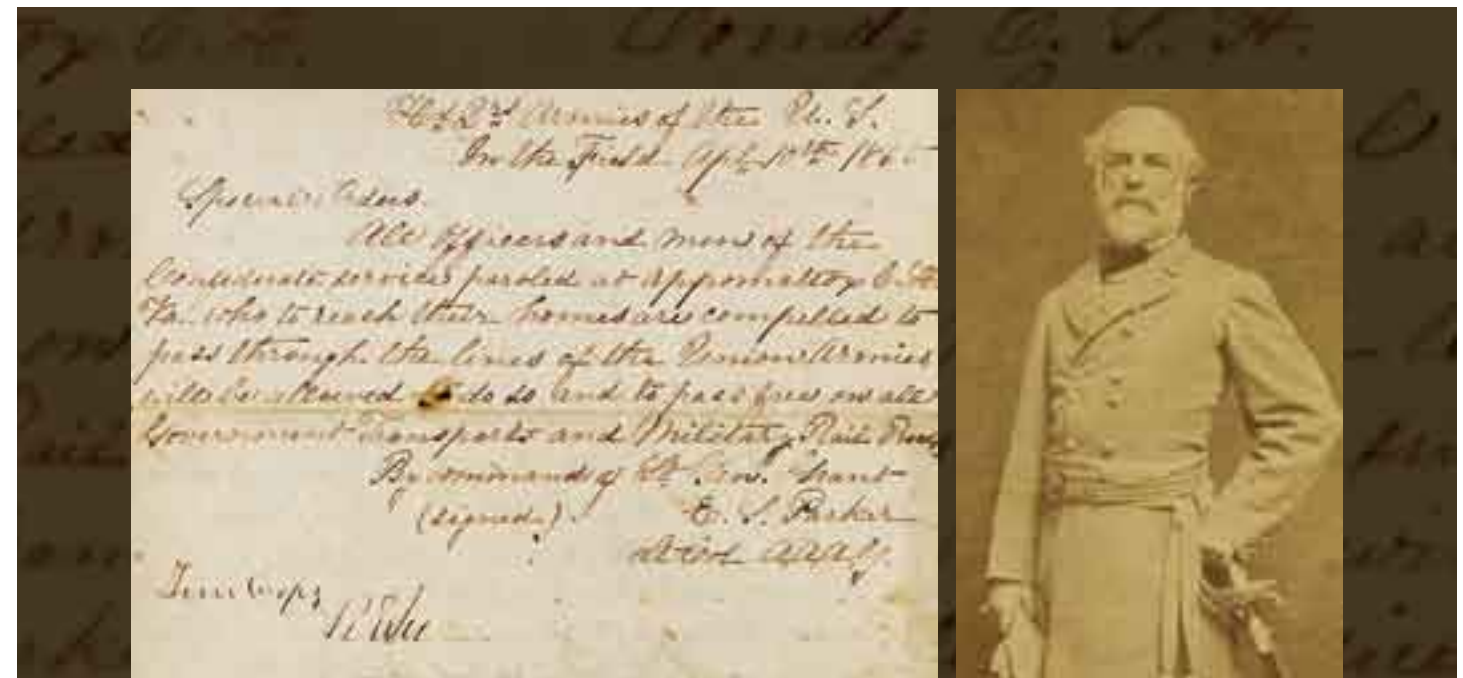 Hd Qrs Armies of the U. S.
In the Field Apl 10th 1865
Special Orders.
All Officers and Men of the
Confederate service paroled at Appomattox C. H.
Va. who to reach their homes are compelled to
pass through the lines of the Union Armies
will be allowed to do so and to pass free on all
Government Transports and Military Rail Roads
By command of Lt Gen. Grant
(signed.) E. S. Parker
AAAG.
True Copy
R E Lee